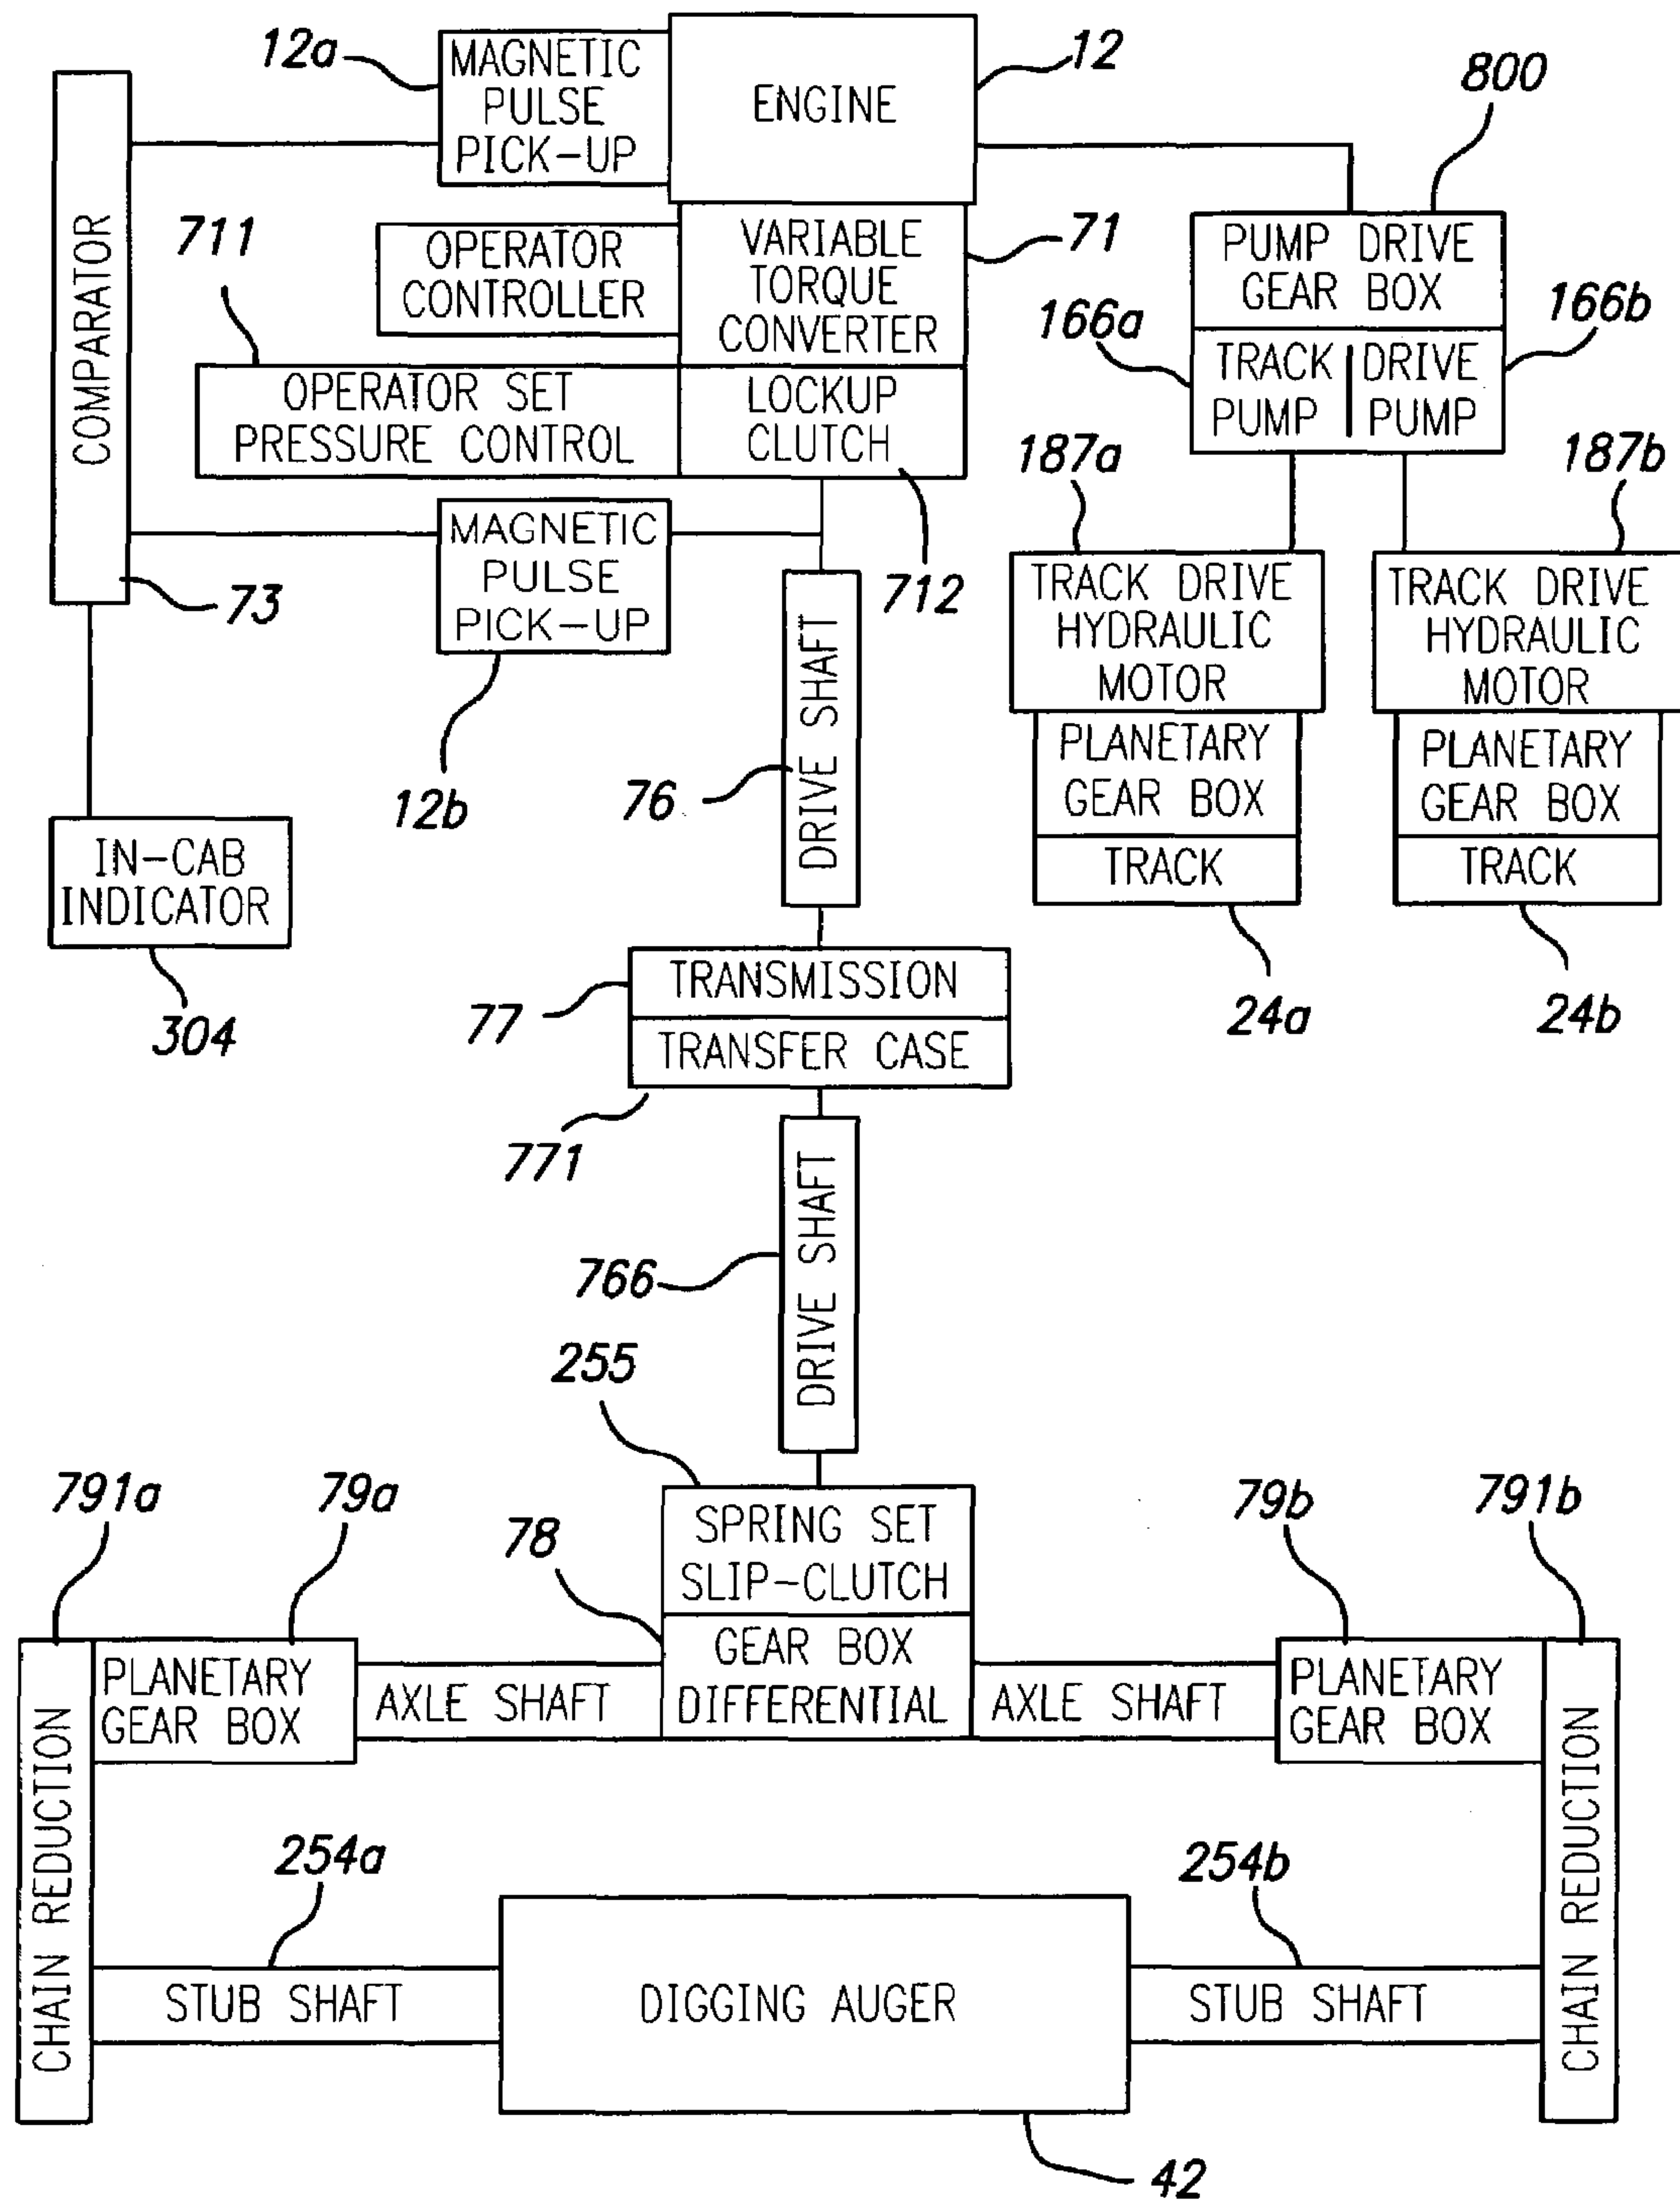 12a
MAGNETIC
PULSE
PICK-UP
ENGINE
12
800
COMPARATOR
711
OPERATOR
CONTROLLER
VARIABLE
TORQUE
CONVERTER
71
PUMP DRIVE
GEAR BOX
166a
166b
TRACK
PUMP
DRIVE
PUMP
OPERATOR SET
PRESSURE CONTROL
LOCKUP
CLUTCH
187a
187b
73
MAGNETIC
PULSE
PICK-UP
712
12b
TRACK DRIVE
HYDRAULIC
MOTOR
TRACK DRIVE
HYDRAULIC
MOTOR
76
DRIVE SHAFT
PLANETARY
GEAR BOX
PLANETARY
GEAR BOX
IN-CAB
INDICATOR
304
TRACK
TRACK
24a
24b
77
TRANSMISSION
TRANSFER CASE
771
766
DRIVE SHAFT
255
791a
79a
78
SPRING SET
SLIP-CLUTCH
79b
791b
PLANETARY
GEAR BOX
AXLE SHAFT
GEAR BOX
DIFFERENTIAL
AXLE SHAFT
PLANETARY
GEAR BOX
CHAIN REDUCTION
CHAIN REDUCTION
254a
254b
STUB SHAFT
DIGGING AUGER
STUB SHAFT
42